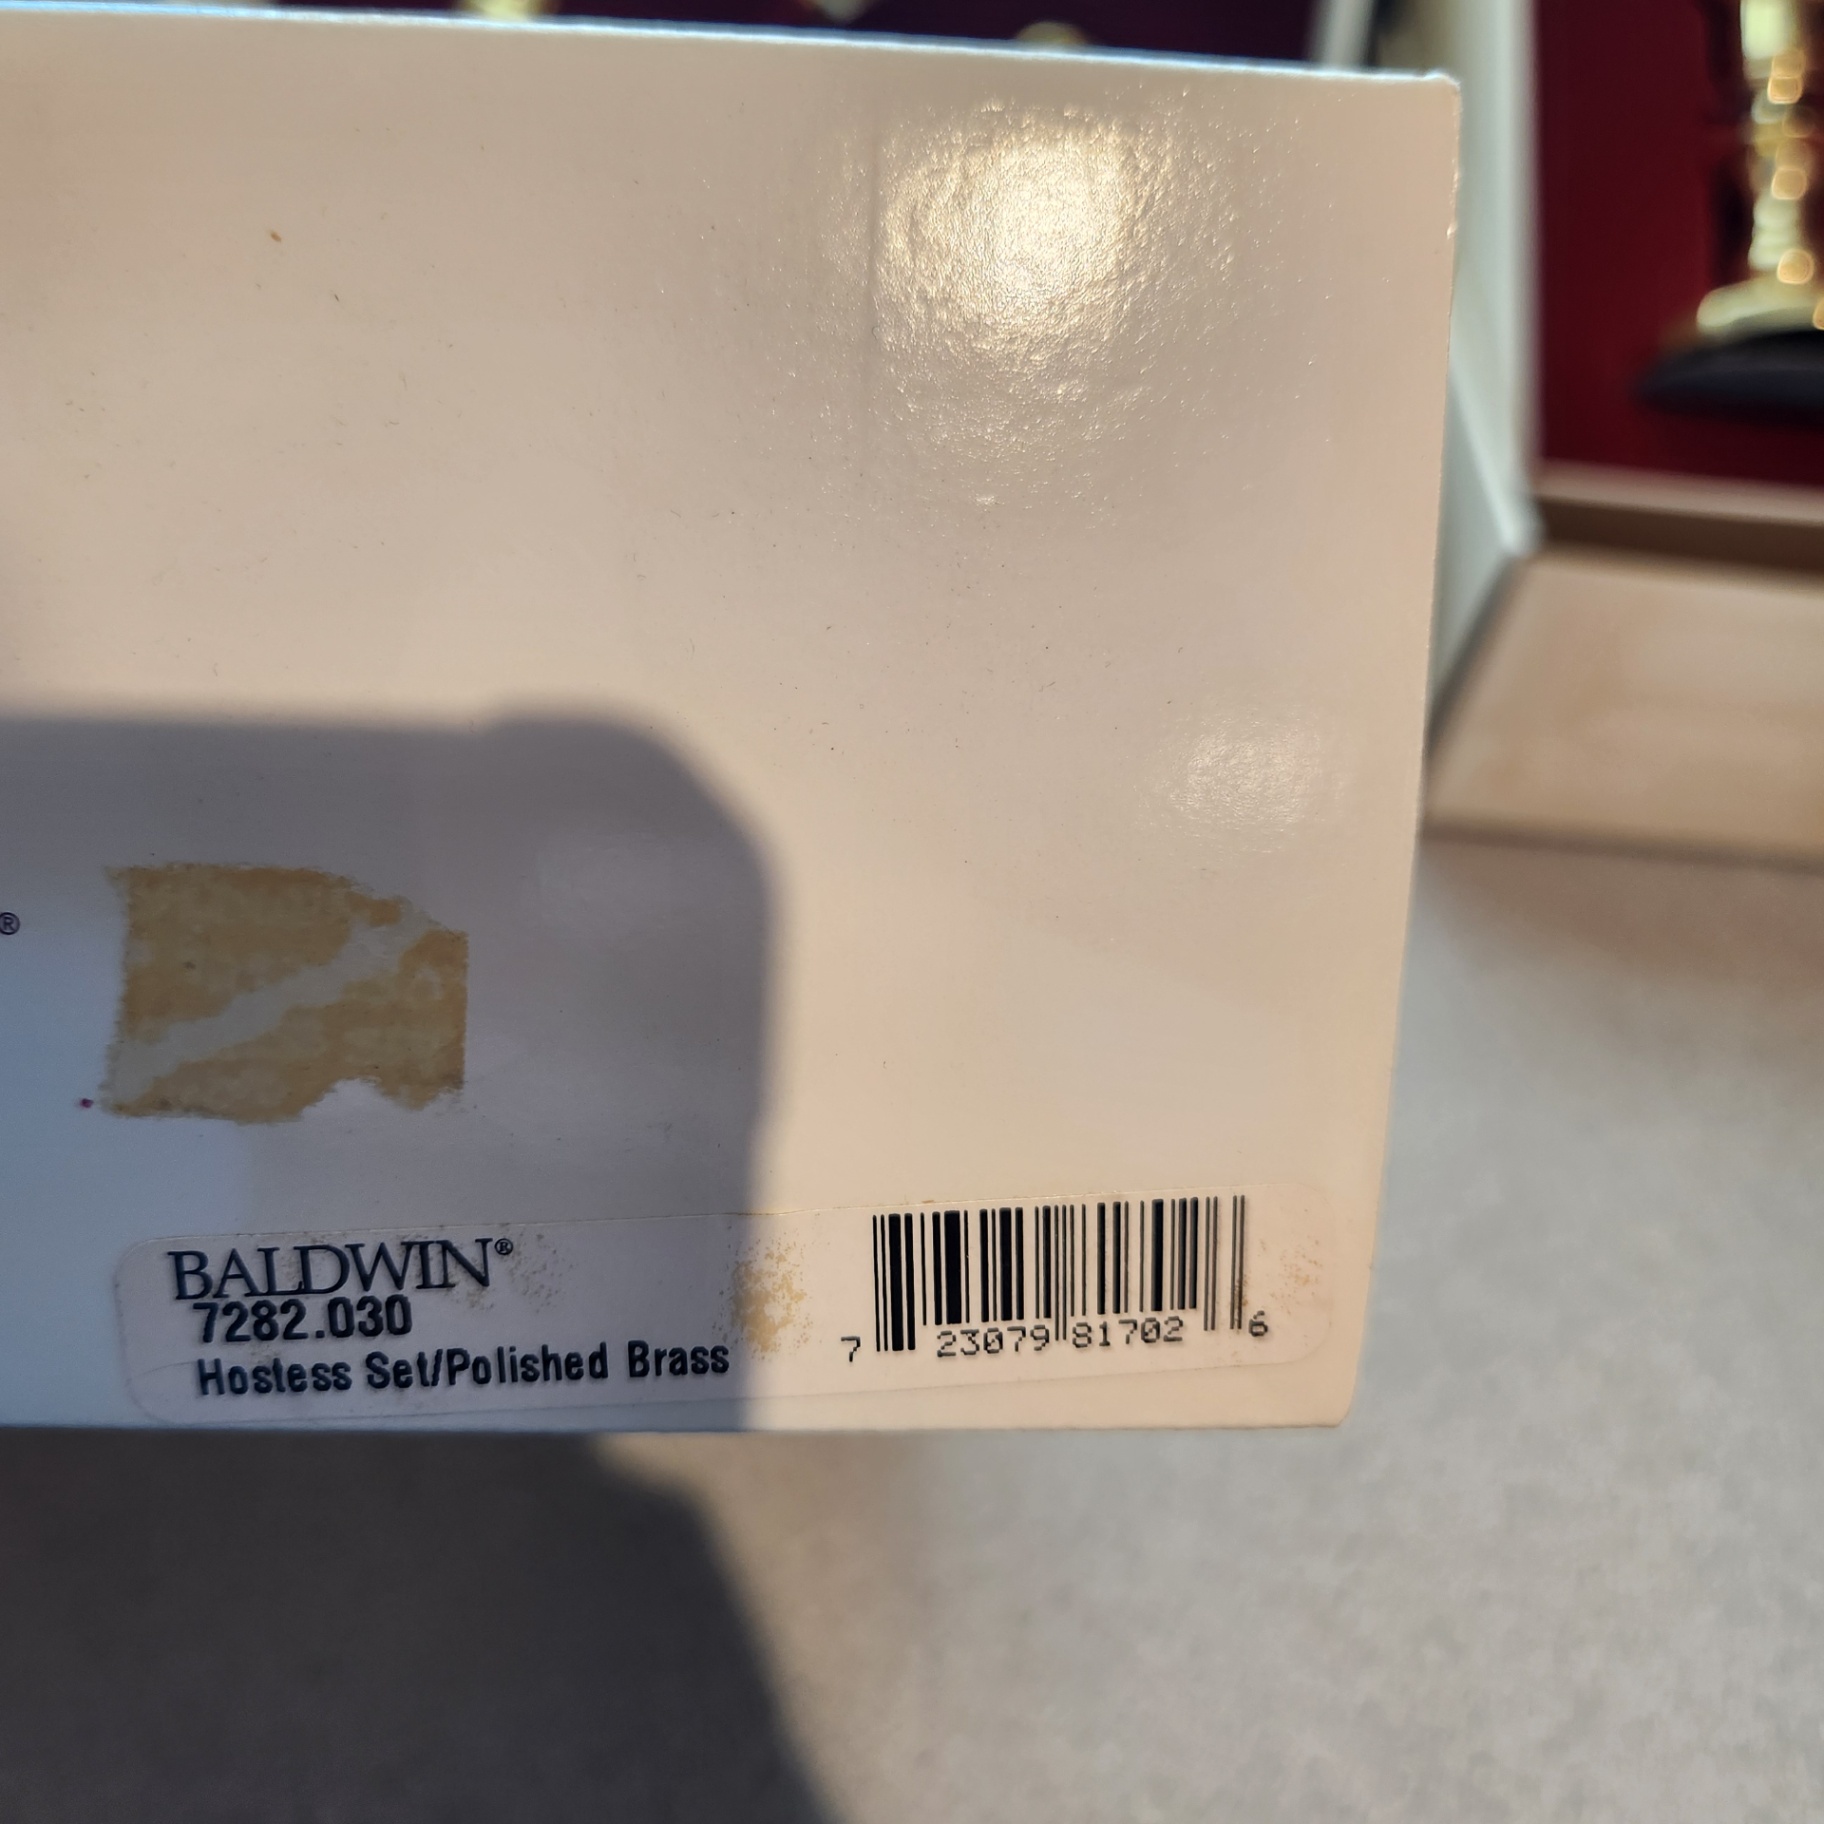 ®
BALDWIN®
7282.030
Hostess Set/Polished Brass
7 23079 81702 6